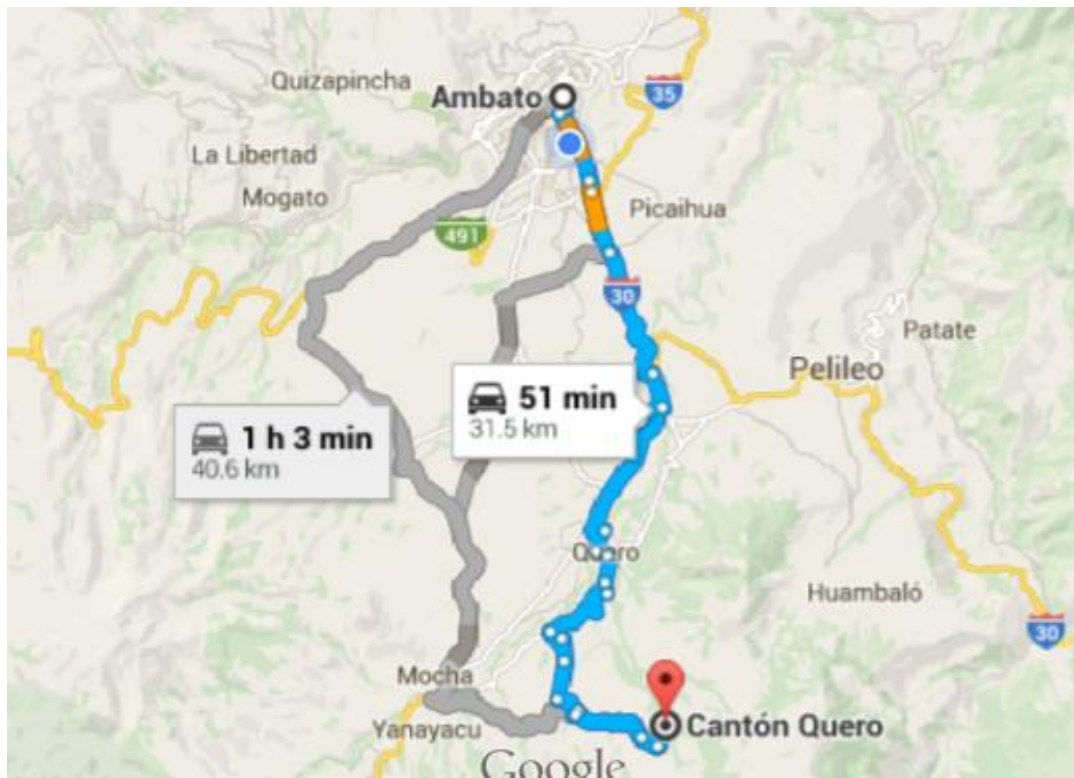 Quizapincha
Ambato
35
La Libertad
Mogato
Picaihua
491
30
Patate
Pelileo
51 min
31.5 km
1 h 3 min
40.6 km
Quero
Huambaló
30
Mocha
Yanayacu
Cantón Quero
Google